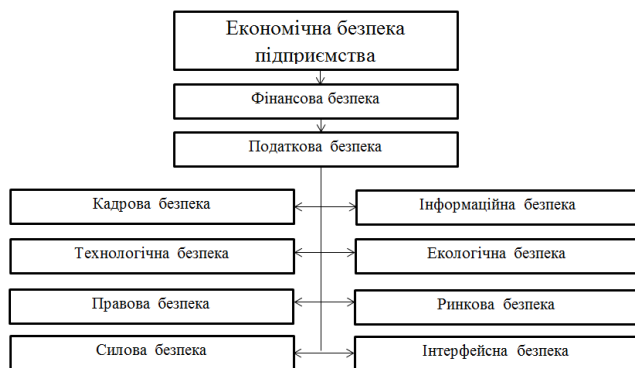 Економічна безпека
підприємства
Фінансова безпека
Податкова безпека
Кадрова безпека
Інформаційна безпека
Технологічна безпека
Екологічна безпека
Правова безпека
Ринкова безпека
Силова безпека
Інтерфейсна безпека